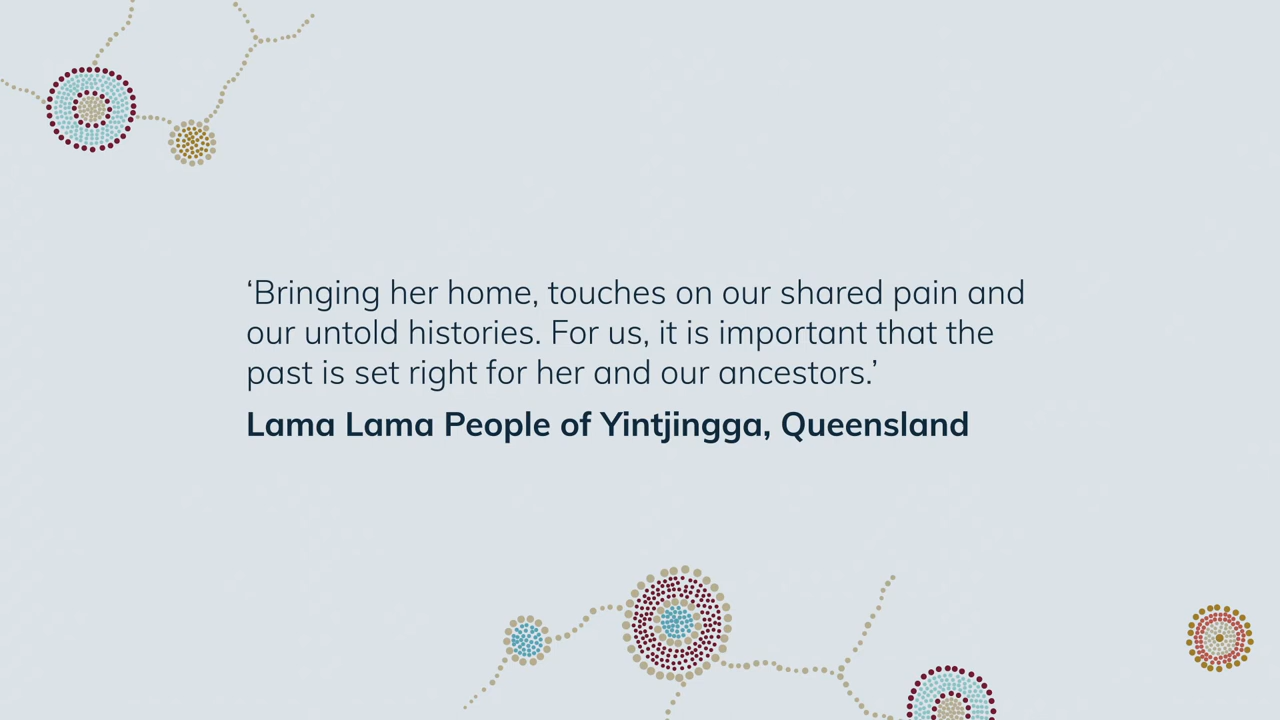 ‘Bringing her home, touches on our shared pain and
our untold histories. For us, it is important that the
past is set right for her and our ancestors.’
Lama Lama People of Yintjingga, Queensland